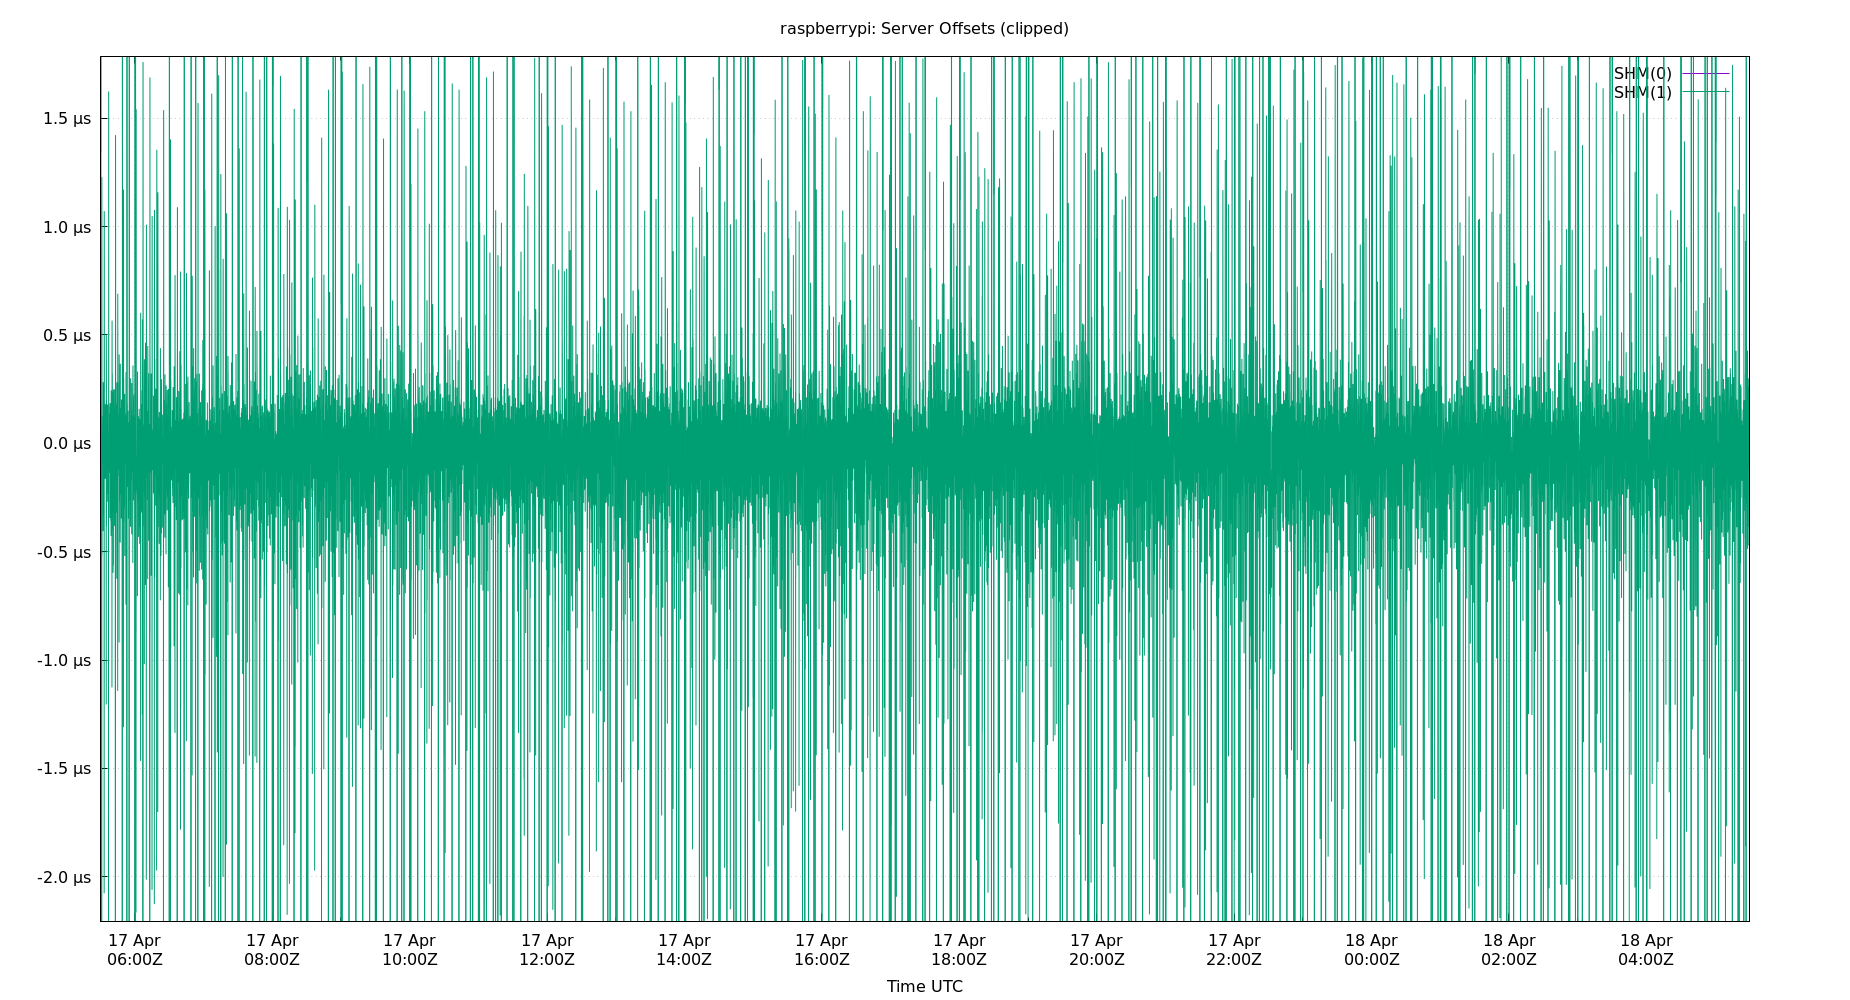 raspberrypi: Server Offsets (clipped)
SHM(0)
SHM(1)
1.5 µs
1.0 µs
0.5 µs
0.0 µs
-0.5 µs
-1.0 µs
-1.5 µs
-2.0 µs
17 Apr 17 Apr 17 Apr 17 Apr 17 Apr 17 Apr 17 Apr 17 Apr 17 Apr 18 Apr 18 Apr 18 Apr
06:00Z 08:00Z 10:00Z 12:00Z 14:00Z 16:00Z 18:00Z 20:00Z 22:00Z 00:00Z 02:00Z 04:00Z
Time UTC